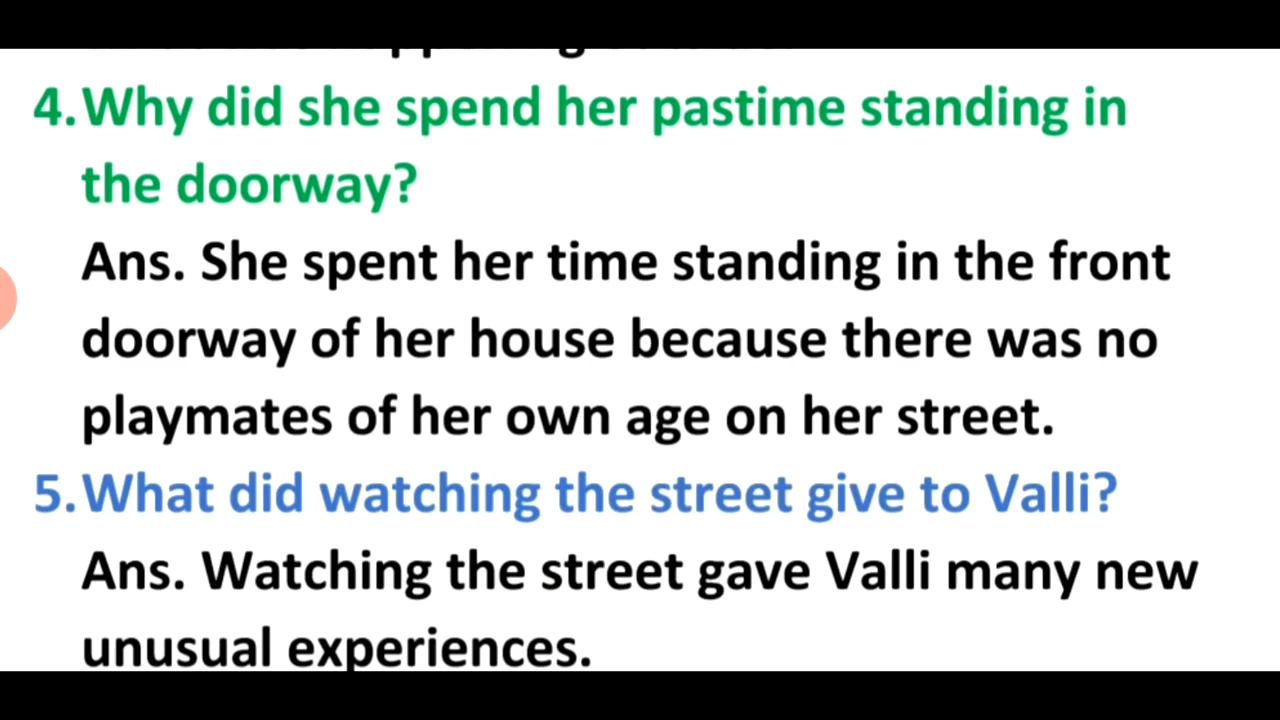 4. Why did she spend her pastime standing in
the doorway?
Ans. She spent her time standing in the front
doorway of her house because there was no
playmates of her own age on her street.
5. What did watching the street give to Valli?
Ans. Watching the street gave Valli many new
unusual experiences.